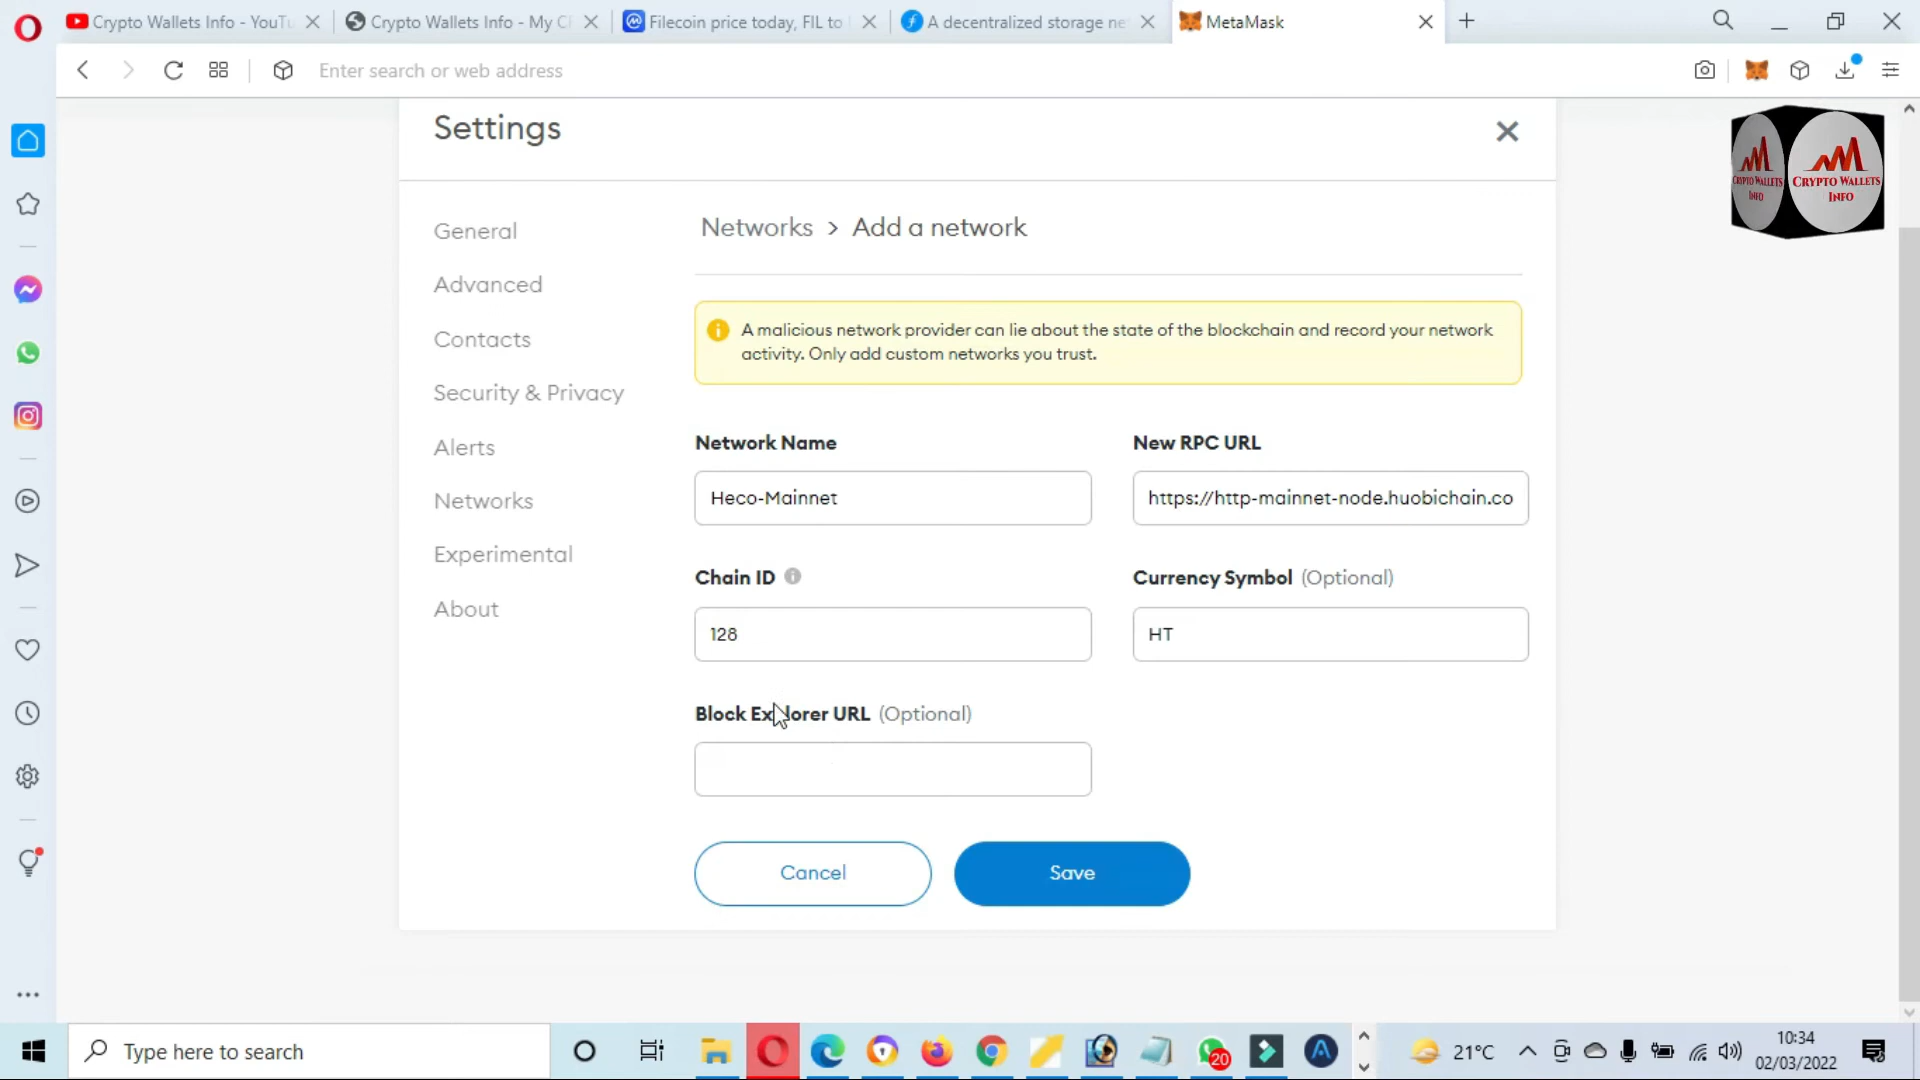 Crypto Wallets Info - YouTu
Crypto Wallets Info - My C
Filecoin price today, FIL to
A decentralized storage ne
MetaMask
Enter search or web address
Settings
CRYPTO WALLETS
INFO
CRYPTO WALLETS
INFO
General
Advanced
Contacts
Security & Privacy
Alerts
Networks
Experimental
About
Networks > Add a network
A malicious network provider can lie about the state of the blockchain and record your network
activity. Only add custom networks you trust.
Network Name
New RPC URL
Heco-Mainnet
https://http-mainnet-node.huobichain.co
Chain ID
Currency Symbol (Optional)
128
HT
Block Explorer URL (Optional)
Cancel
Save
Type here to search
20
21°C
10:34
02/03/2022